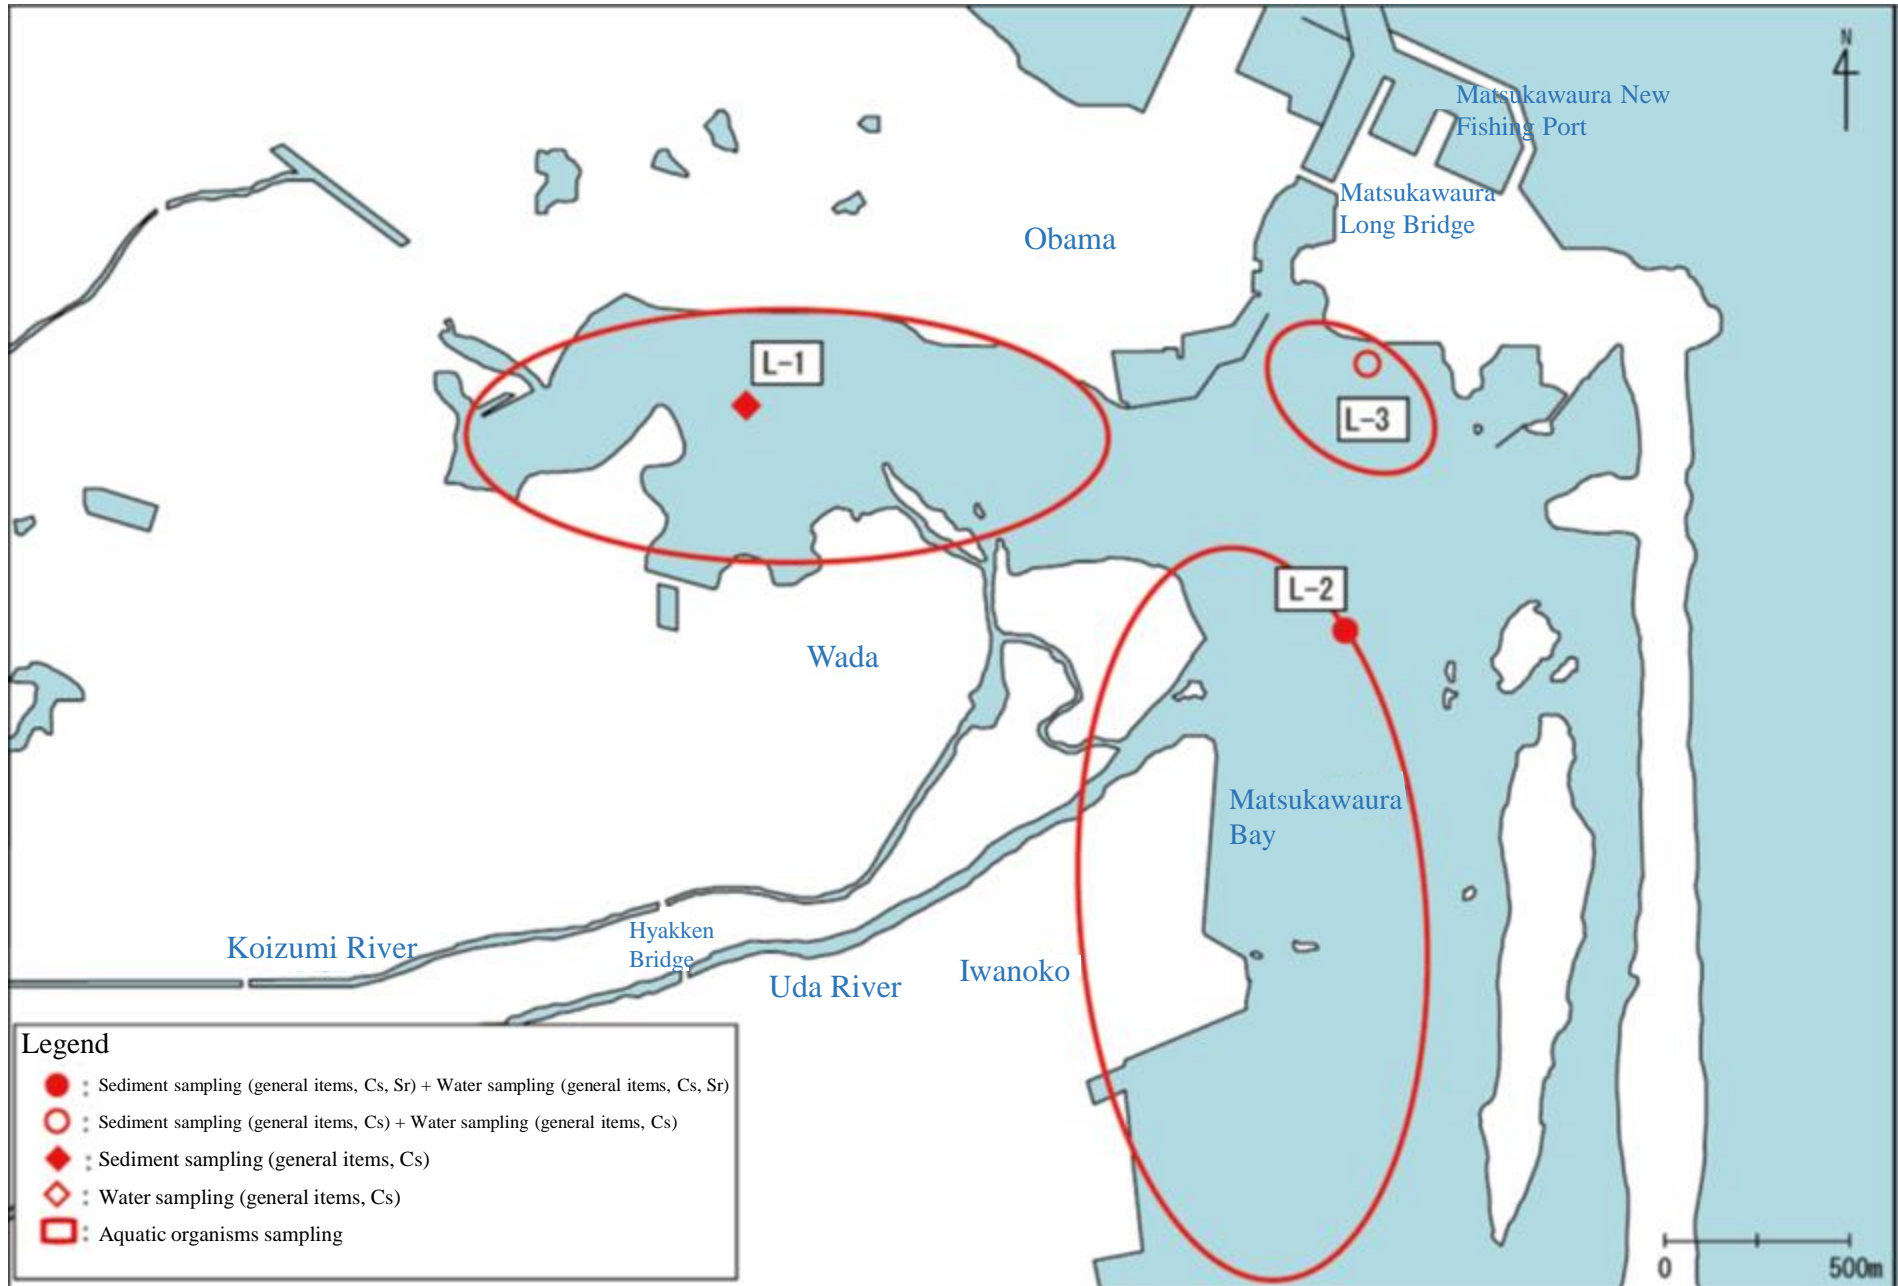 N
Matsukawaura New
Fishing Port
Matsukawaura
Long Bridge
Obama
L-1
L-3
L-2
Wada
Matsukawaura
Bay
Hyakken
Bridge
Koizumi River
Uda River
Iwanoko
Legend
: Sediment sampling (general items, Cs, Sr) + Water sampling (general items, Cs, Sr)
: Sediment sampling (general items, Cs) + Water sampling (general items, Cs)
: Sediment sampling (general items, Cs)
: Water sampling (general items, Cs)
: Aquatic organisms sampling
0 500m